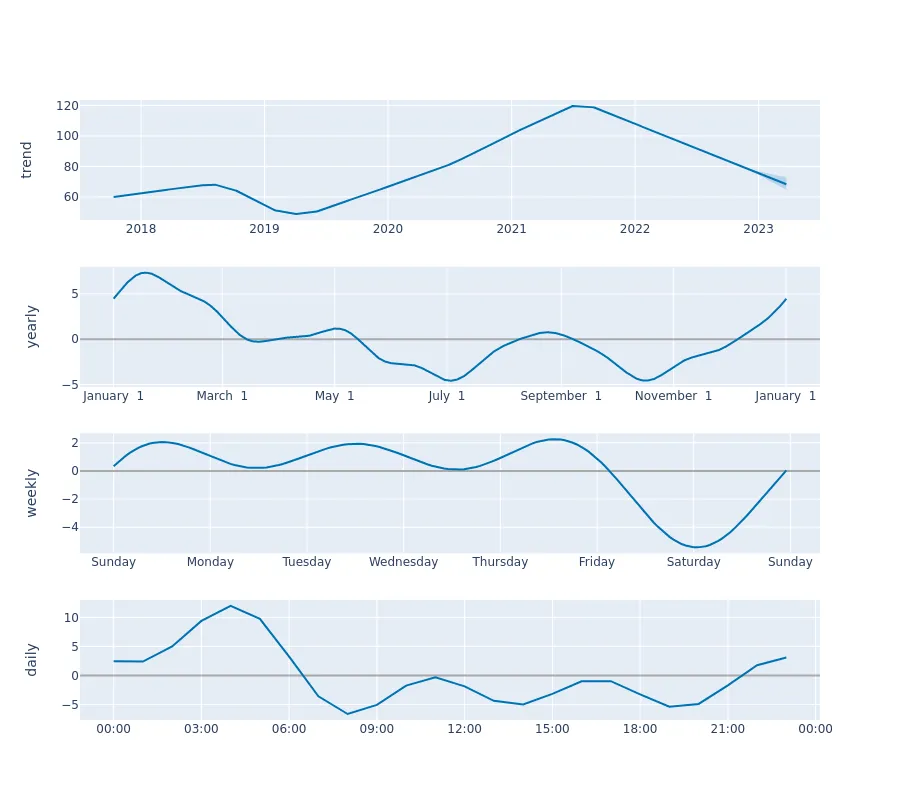 120
100
80
60
trend
2018 2019 2020 2021 2022 2023
5
0
−5
yearly
January 1 March 1 May 1 July 1 September 1 November 1 January 1
2
0
−2
−4
weekly
Sunday Monday Tuesday Wednesday Thursday Friday Saturday Sunday
10
5
0
−5
daily
00:00 03:00 06:00 09:00 12:00 15:00 18:00 21:00 00:00